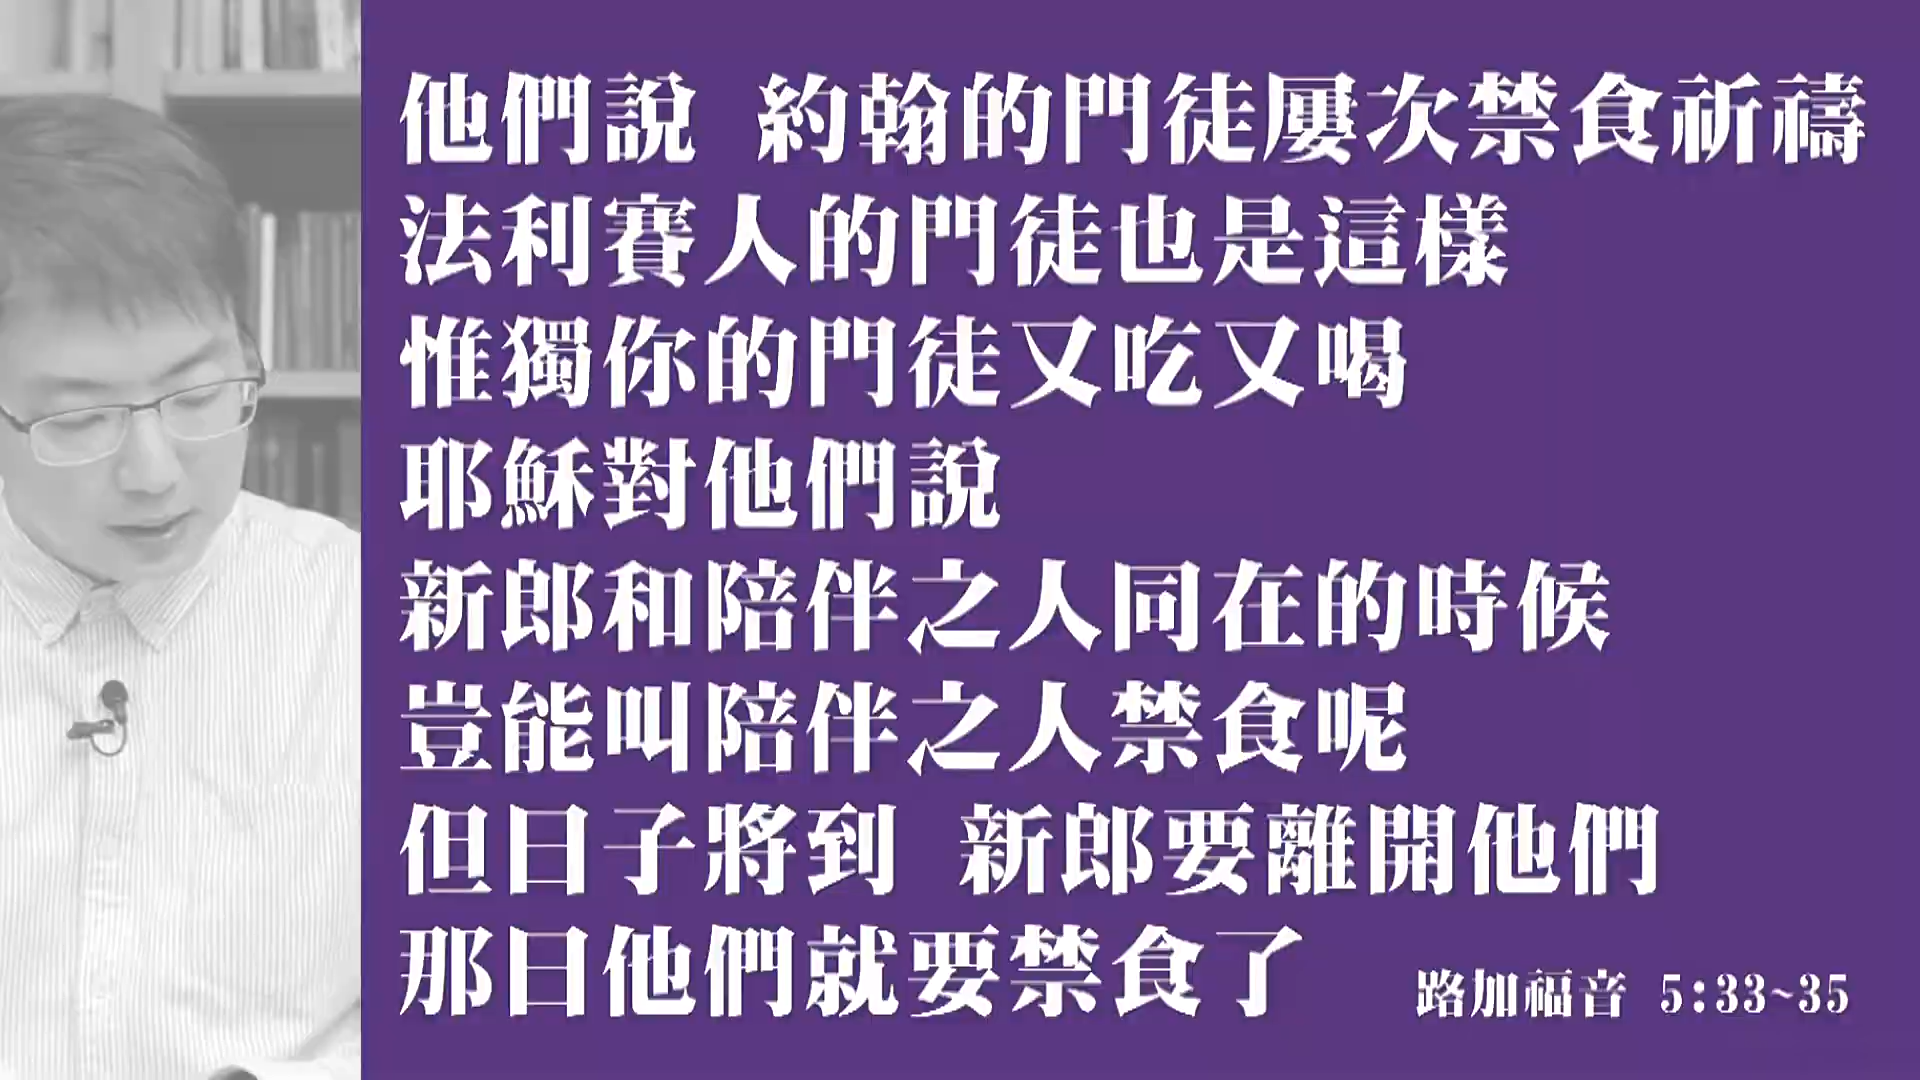 他們說 約翰的門徒屢次禁食祈禱
法利賽人的門徒也是這樣
惟獨你的門徒又吃又喝
耶穌對他們說
新郎和陪伴之人同在的時候
豈能叫陪伴之人禁食呢
但日子將到 新郎要離開他們
那日他們就要禁食了
路加福音 5:33~35